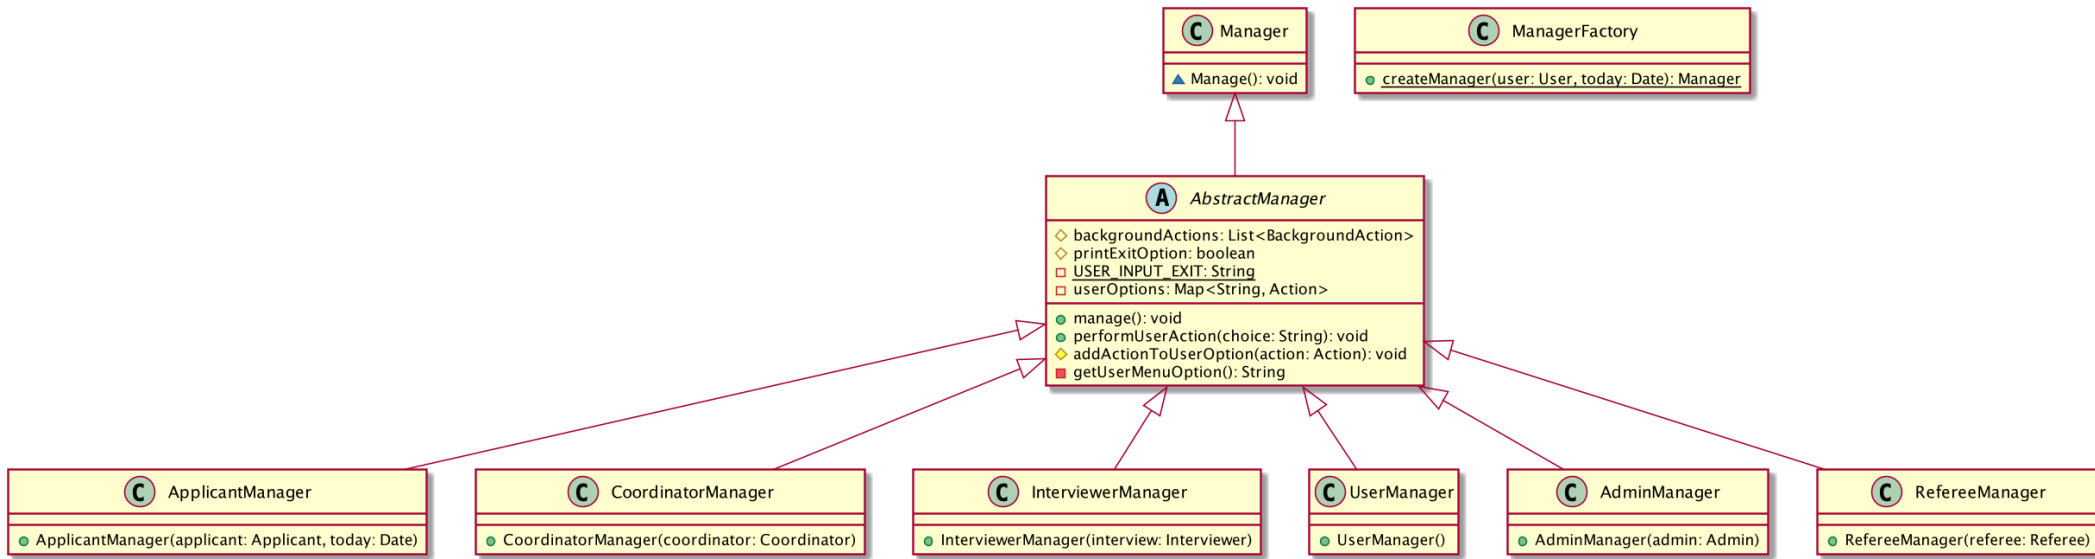 C Manager
Manage(): void
C ManagerFactory
createManager(user: User, today: Date): Manager
A AbstractManager
backgroundActions: List<BackgroundAction>
printExitOption: boolean
USER_INPUT_EXIT: String
userOptions: Map<String, Action>
manage(): void
performUserAction(choice: String): void
addActionToUserOption(action: Action): void
getUserMenuOption(): String
C ApplicantManager
ApplicantManager(applicant: Applicant, today: Date)
C CoordinatorManager
CoordinatorManager(coordinator: Coordinator)
C InterviewerManager
InterviewerManager(interview: Interviewer)
C UserManager
UserManager()
C AdminManager
AdminManager(admin: Admin)
C RefereeManager
RefereeManager(referee: Referee)